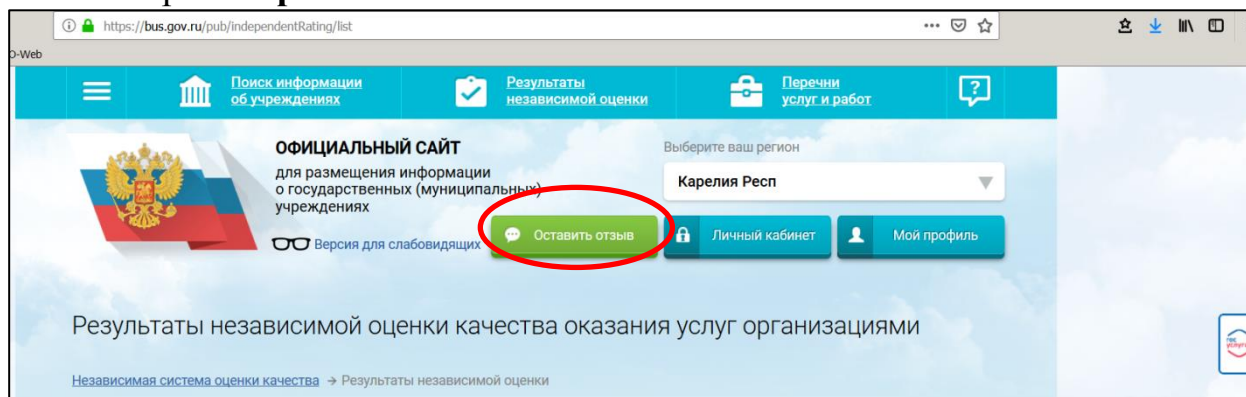 https://bus.gov.ru/pub/independentRating/list
O-Web
Поиск информации
об учреждениях
Результаты
независимой оценки
Перечни
услуг и работ
ОФИЦИАЛЬНЫЙ САЙТ
для размещения информации
о государственных (муниципальных)
учреждениях
Версия для слабовидящих
Выберите ваш регион
Карелия Респ
Оставить отзыв
Личный кабинет
Мой профиль
Результаты независимой оценки качества оказания услуг организациями
Независимая система оценки качества → Результаты независимой оценки